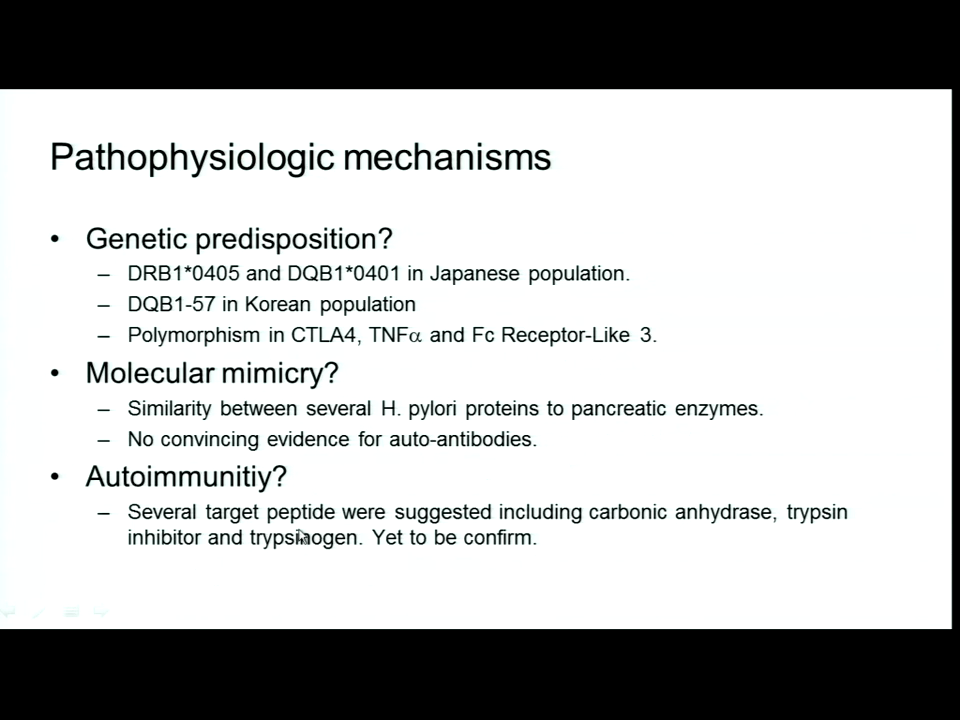 Pathophysiologic mechanisms
• Genetic predisposition?
– DRB1*0405 and DQB1*0401 in Japanese population.
– DQB1-57 in Korean population
– Polymorphism in CTLA4, TNFα and Fc Receptor-Like 3.
• Molecular mimicry?
– Similarity between several H. pylori proteins to pancreatic enzymes.
– No convincing evidence for auto-antibodies.
• Autoimmunitiy?
– Several target peptide were suggested including carbonic anhydrase, trypsin
inhibitor and trypsinogen. Yet to be confirm.